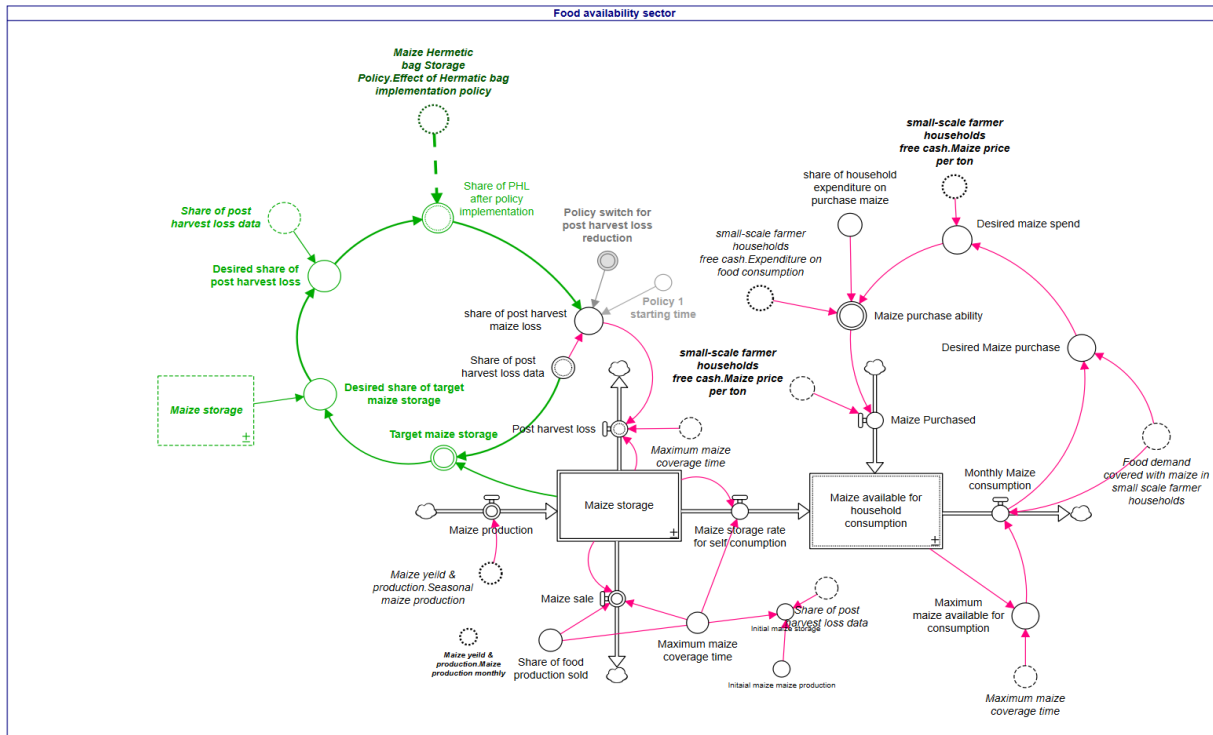 Food availability sector
Maize Hermetic
bag Storage
Policy.Effect of Hermatic bag
implementation policy
Share of post
harvest loss data
Share of PHL
after policy
implementation
Desired share of
post harvest loss
Policy switch for
post harvest loss
reduction
Policy 1
starting time
share of post harvest
maize loss
Share of post
harvest loss data
Maize storage
Desired share of target
maize storage
Target maize storage
small-scale farmer
households
free cash.Maize price
per ton
share of household
expenditure on
purchase maize
Desired maize spend
small-scale farmer
households
free cash.Expenditure on
food consumption
Maize purchase ability
Desired Maize purchase
small-scale farmer
households
free cash.Maize price
per ton
Maize Purchased
Post harvest loss
Maximum maize
coverage time
Monthly Maize
consumption
Food demand
covered with maize in
small scale farmer
households
Maize production
Maize storage
Maize storage rate
for self conumption
Maize available for
household
consumption
Maize yeild &
production.Seasonal
maize production
Maize sale
Share of post
harvest loss data
Initial maize storage
Maximum
maize available for
consumption
Maize yeild &
production.Maize
production monthly
Share of food
production sold
Maximum maize
coverage time
Initaial maize maize production
Maximum maize
coverage time